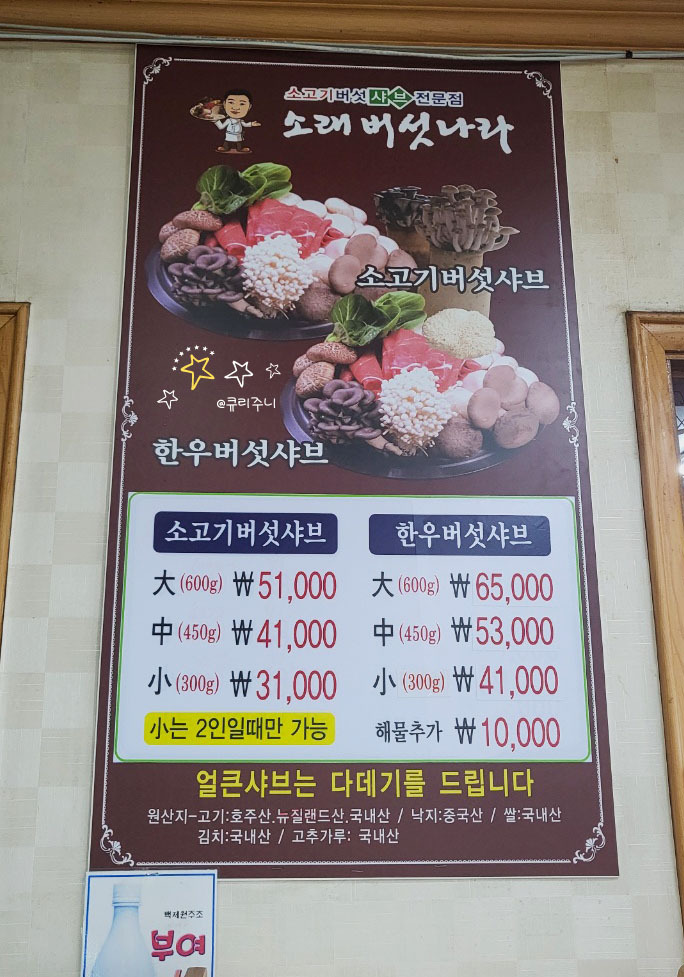 소고기버섯샤브전문점
소래버섯나라
소고기버섯샤브
@큐리주니
한우버섯샤브
소고기버섯샤브
大 (600g) ₩51,000
中 (450g) ₩41,000
小 (300g) ₩31,000
小는 2인일때만 가능
한우버섯샤브
大 (600g) ₩65,000
中 (450g) ₩53,000
小 (300g) ₩41,000
해물추가 ₩10,000
얼큰샤브는 다데기를 드립니다
원산지-고기:호주산.뉴질랜드산.국내산 / 낙지:중국산 / 쌀:국내산
김치:국내산 / 고추가루: 국내산
백제원주조
부여